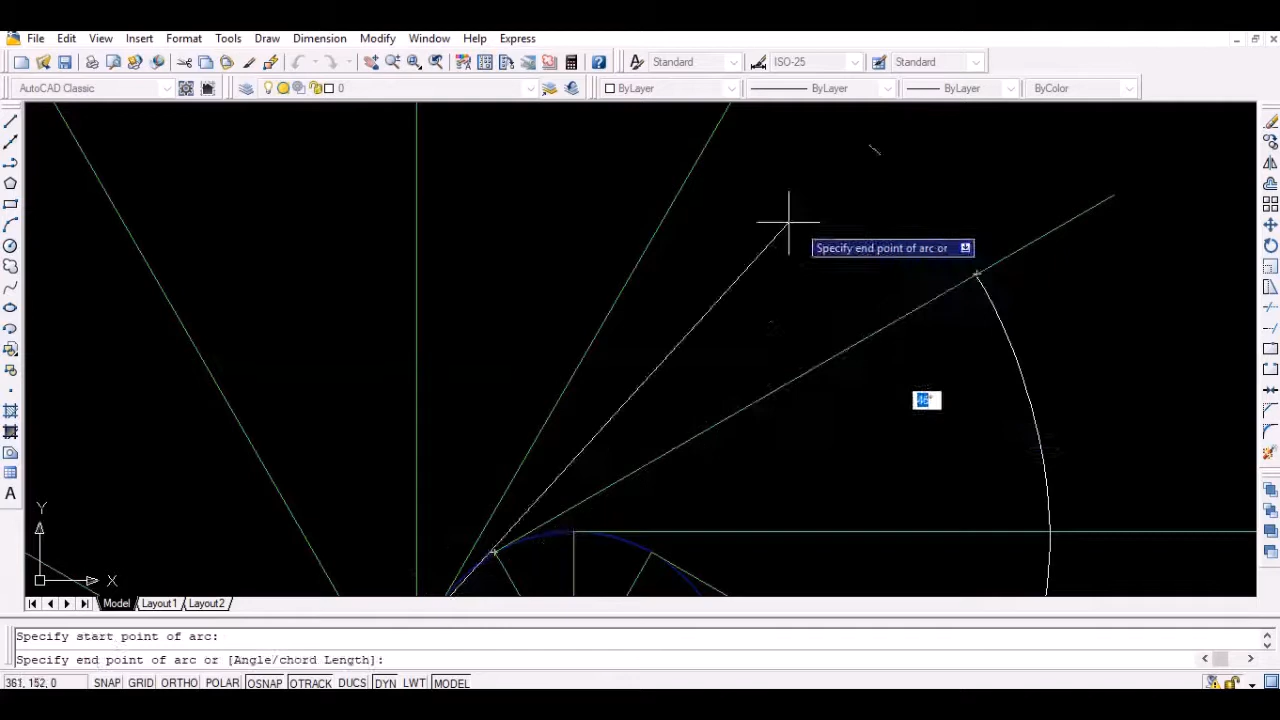 File Edit View Insert Format Tools Draw Dimension Modify Window Help Express
Standard ISO-25 Standard
AutoCAD Classic 0 ByLayer ByLayer ByLayer ByColor
Specify end point of arc or
Y
X
A
Model Layout1 Layout2
Specify start point of arc:
Specify end point of arc or [Angle/chord Length]:
361, 152, 0 SNAP GRID ORTHO POLAR OSNAP OTRACK DUCS DYN LWT MODEL